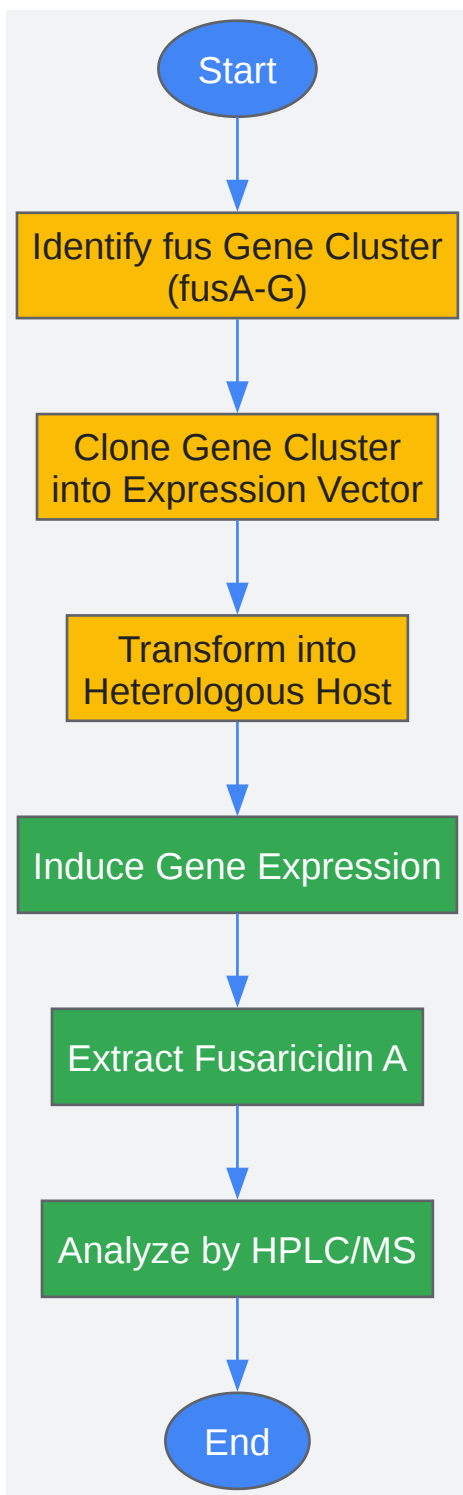 Start
Identify fus Gene Cluster
(fusA-G)
Clone Gene Cluster
into Expression Vector
Transform into
Heterologous Host
Induce Gene Expression
Extract Fusaricidin A
Analyze by HPLC/MS
End